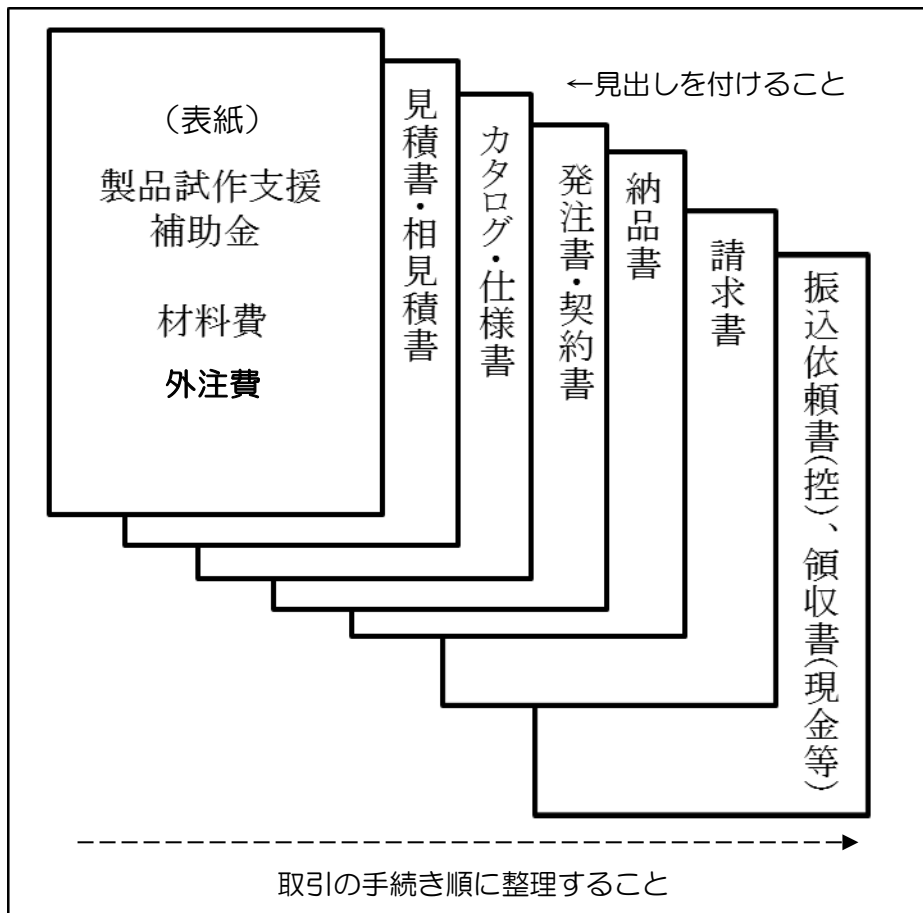 （表紙）
製品試作支援
補助金
材料費
外注費
←見出しを付けること
見積書・相見積書
カタログ・仕様書
発注書・契約書
納品書
請求書
振込依頼書(控)、領収書(現金等)
取引の手続き順に整理すること